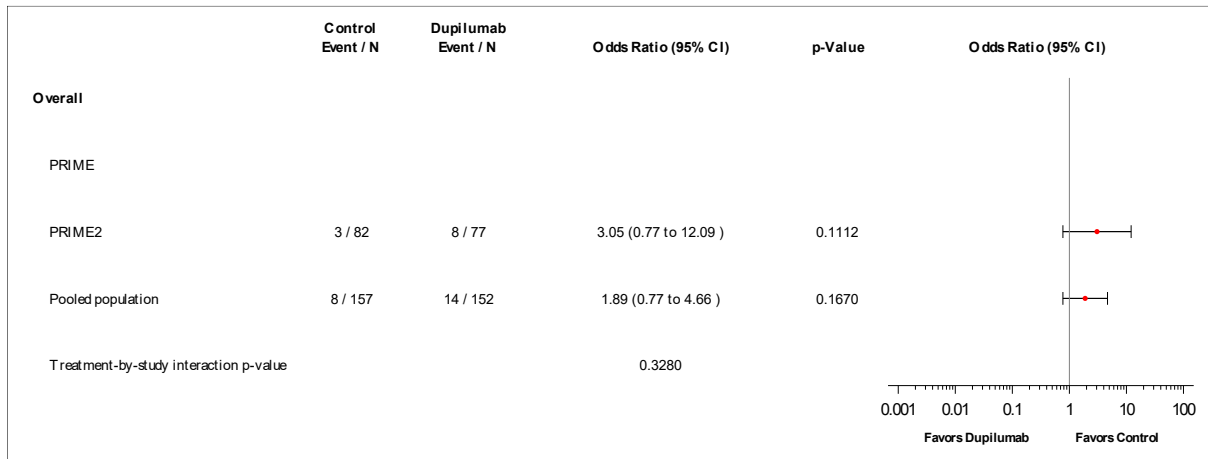 Control Dupilumab
Event / N Event / N Odds Ratio (95% CI) p-Value Odds Ratio (95% CI)
Overall
PRIME
PRIME2 3 / 82 8 / 77 3.05 (0.77 to 12.09 ) 0.1112
Pooled population 8 / 157 14 / 152 1.89 (0.77 to 4.66 ) 0.1670
Treatment-by-study interaction p-value 0.3280
0.001 0.01 0.1 1 10 100
Favors Dupilumab Favors Control